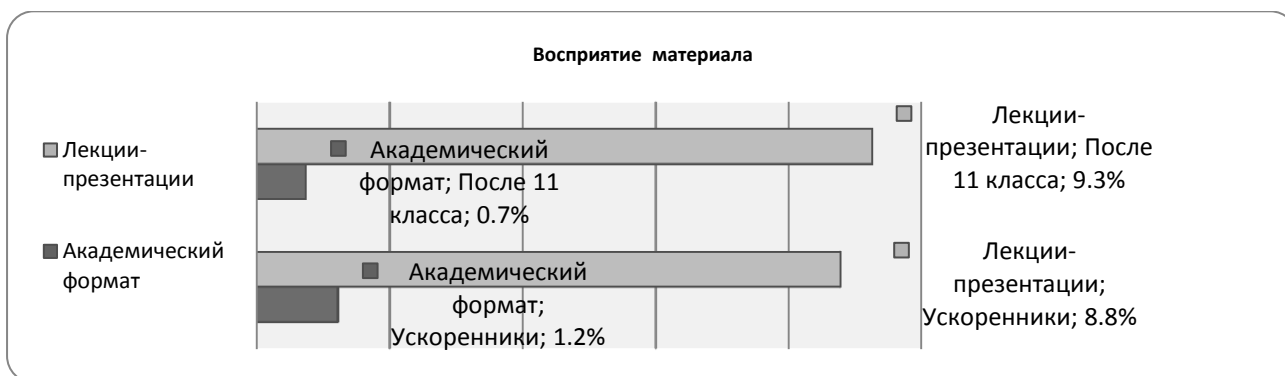 Восприятие материала
Лекции-
презентации
Академический
формат
Академический
формат; После 11
класса; 0.7%
Лекции-
презентации; После
11 класса; 9.3%
Академический
формат;
Ускоренники; 1.2%
Лекции-
презентации;
Ускоренники; 8.8%